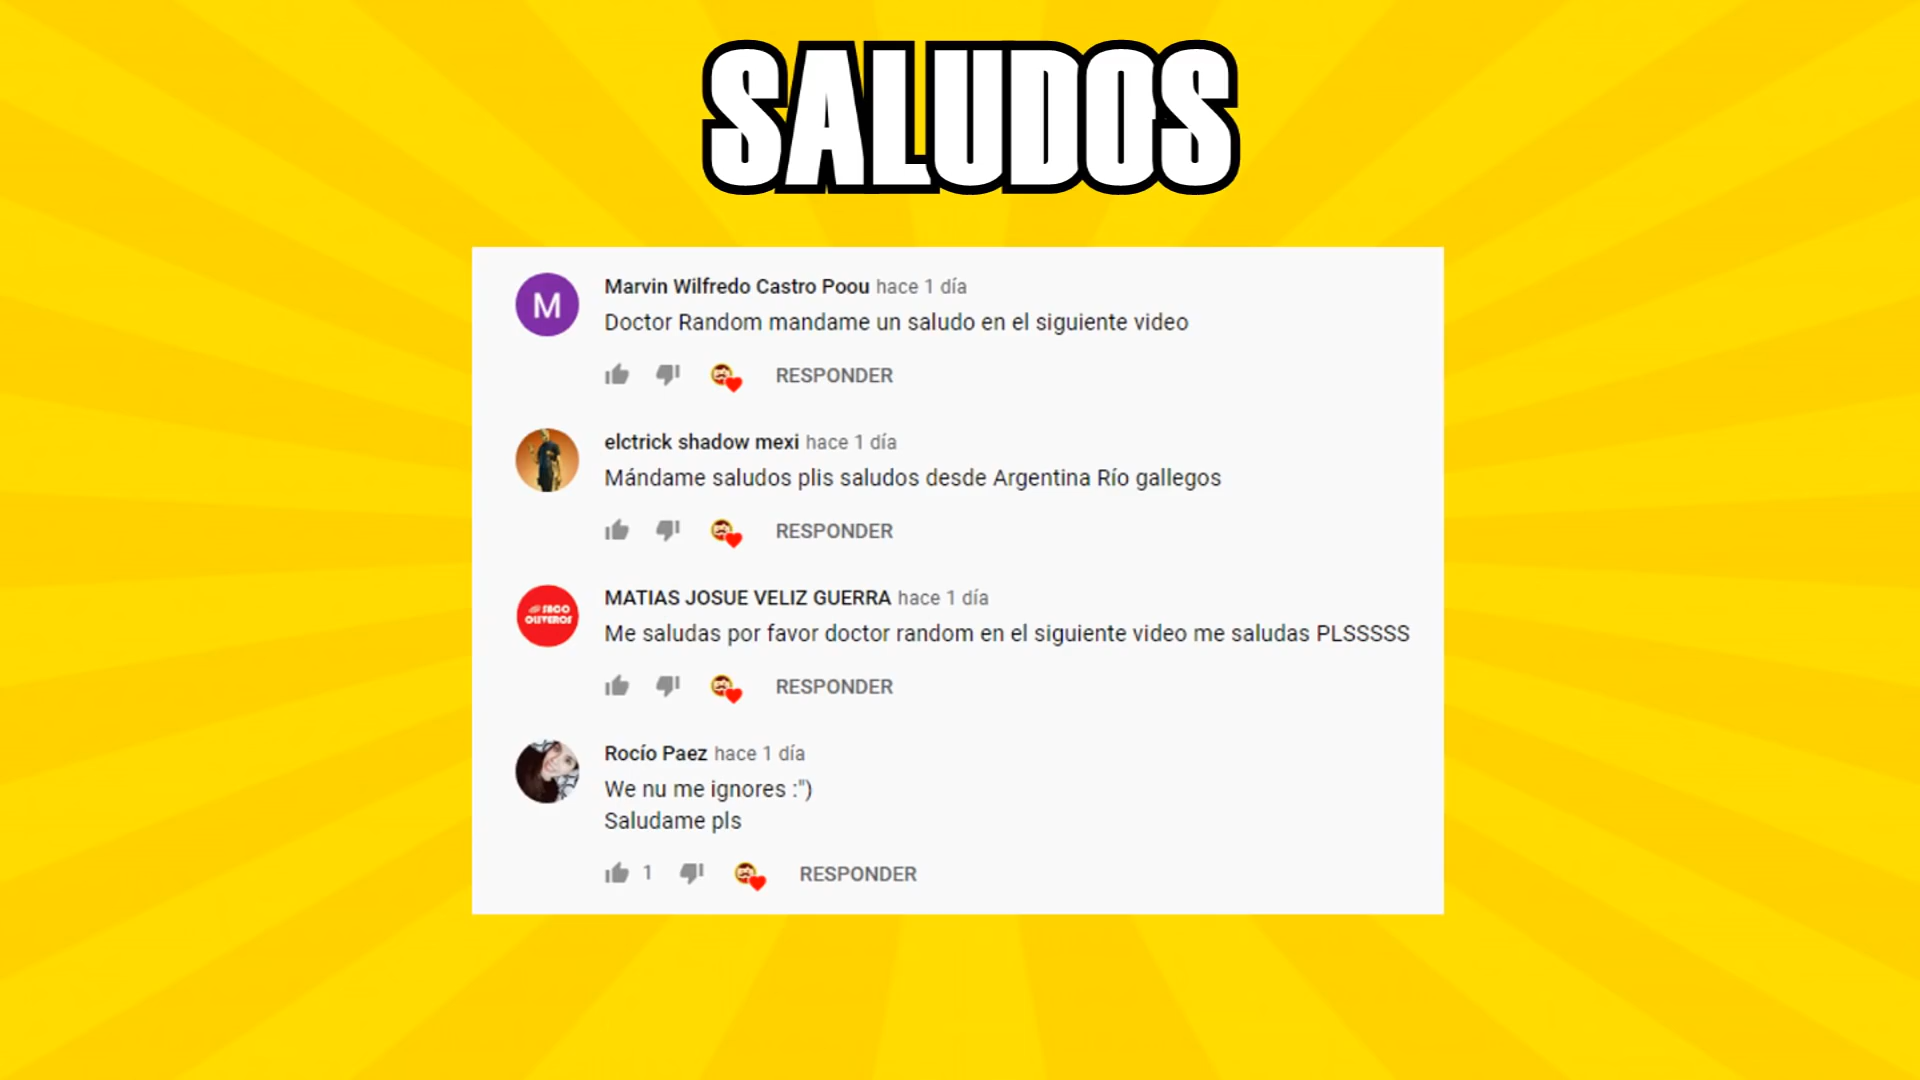 SALUDOS
M
Marvin Wilfredo Castro Poou hace 1 día
Doctor Random mandame un saludo en el siguiente video
RESPONDER
elctrick shadow mexi hace 1 día
Mándame saludos plis saludos desde Argentina Río gallegos
RESPONDER
SACO
OLIVEROS
MATIAS JOSUE VELIZ GUERRA hace 1 día
Me saludas por favor doctor random en el siguiente video me saludas PLSSSSS
RESPONDER
Rocío Paez hace 1 día
We nu me ignores :")
Saludame pls
1 RESPONDER